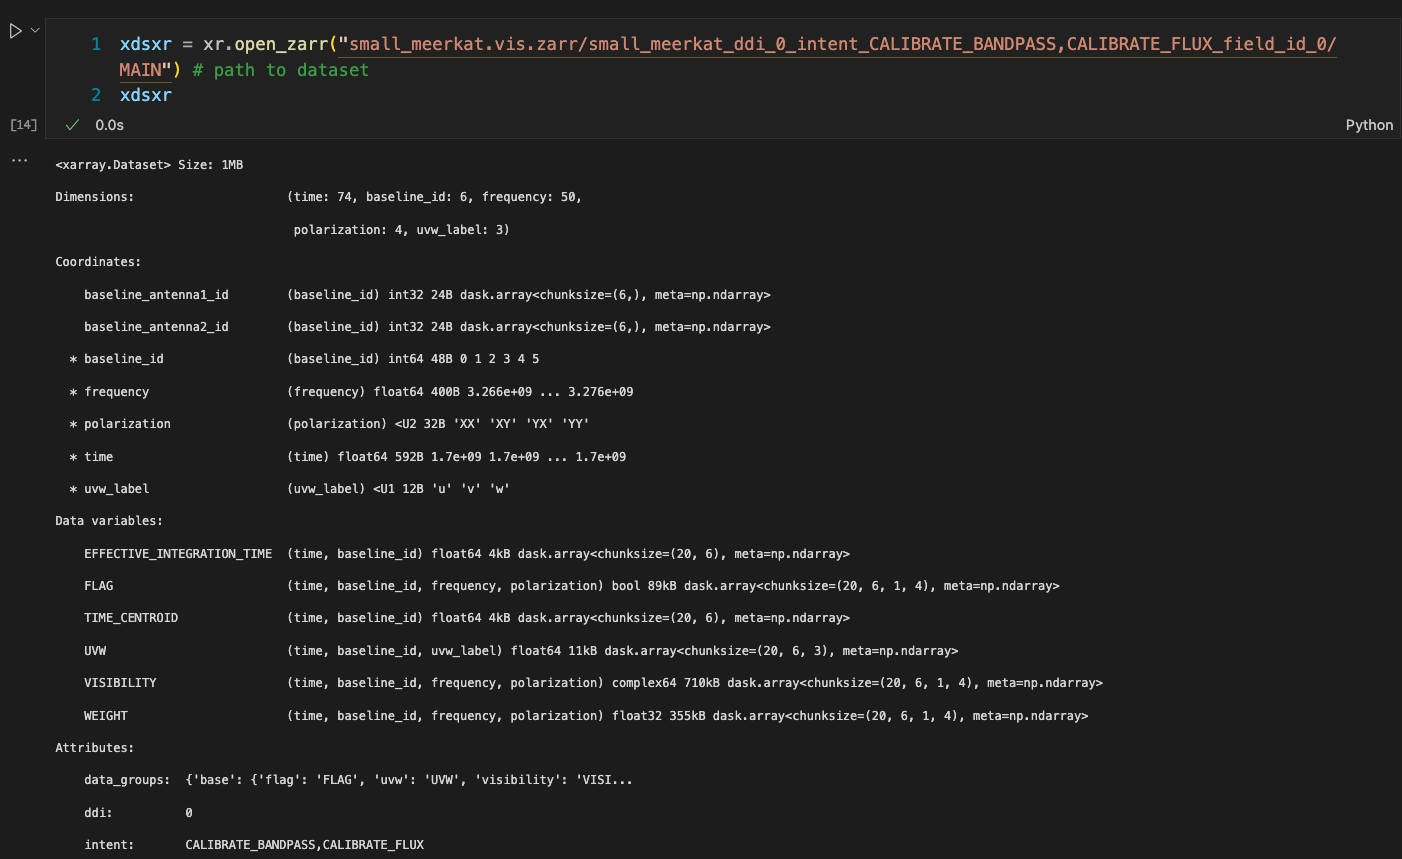 1 xdsxr = xr.open_zarr("small_meerkat.vis.zarr/small_meerkat_ddi_0_intent_CALIBRATE_BANDPASS,CALIBRATE_FLUX_field_id_0/
MAIN") # path to dataset
2 xdsxr
[14] ✓ 0.0s Python
...
<xarray.Dataset> Size: 1MB
Dimensions: (time: 74, baseline_id: 6, frequency: 50,
polarization: 4, uvw_label: 3)
Coordinates:
baseline_antenna1_id (baseline_id) int32 24B dask.array<chunksize=(6,), meta=np.ndarray>
baseline_antenna2_id (baseline_id) int32 24B dask.array<chunksize=(6,), meta=np.ndarray>
* baseline_id (baseline_id) int64 48B 0 1 2 3 4 5
* frequency (frequency) float64 400B 3.266e+09 ... 3.276e+09
* polarization (polarization) <U2 32B 'XX' 'XY' 'YX' 'YY'
* time (time) float64 592B 1.7e+09 1.7e+09 ... 1.7e+09
* uvw_label (uvw_label) <U1 12B 'u' 'v' 'w'
Data variables:
EFFECTIVE_INTEGRATION_TIME (time, baseline_id) float64 4kB dask.array<chunksize=(20, 6), meta=np.ndarray>
FLAG (time, baseline_id, frequency, polarization) bool 89kB dask.array<chunksize=(20, 6, 1, 4), meta=np.ndarray>
TIME_CENTROID (time, baseline_id) float64 4kB dask.array<chunksize=(20, 6), meta=np.ndarray>
UVW (time, baseline_id, uvw_label) float64 11kB dask.array<chunksize=(20, 6, 3), meta=np.ndarray>
VISIBILITY (time, baseline_id, frequency, polarization) complex64 710kB dask.array<chunksize=(20, 6, 1, 4), meta=np.ndarray>
WEIGHT (time, baseline_id, frequency, polarization) float32 355kB dask.array<chunksize=(20, 6, 1, 4), meta=np.ndarray>
Attributes:
data_groups: {'base': {'flag': 'FLAG', 'uvw': 'UVW', 'visibility': 'VISI...
ddi: 0
intent: CALIBRATE_BANDPASS,CALIBRATE_FLUX